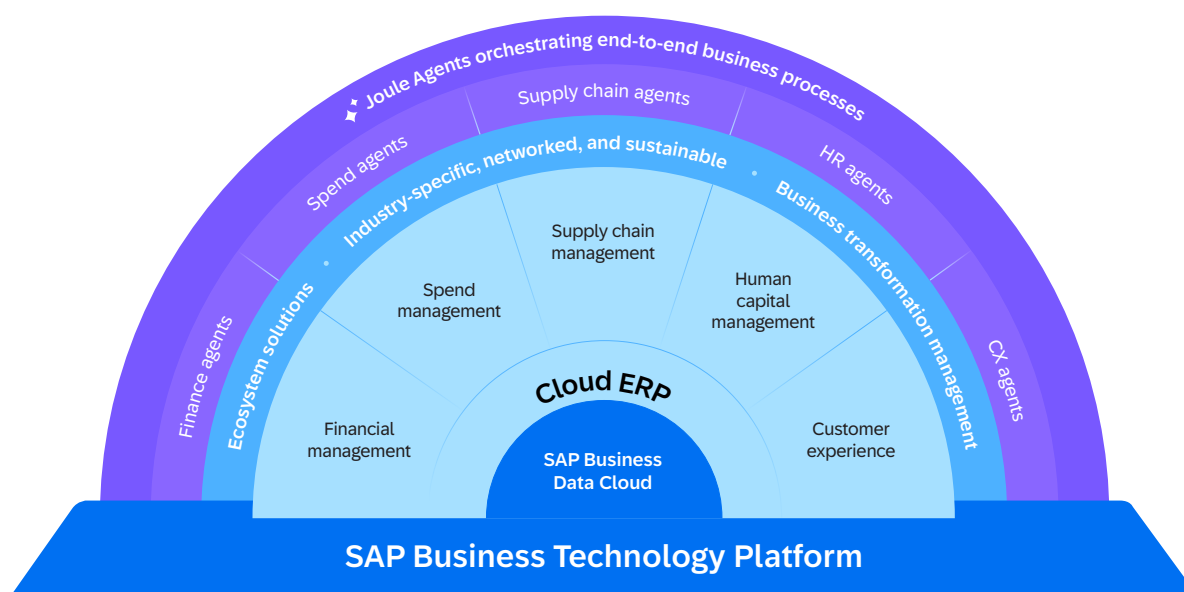 Joule Agents orchestrating end-to-end business processes
Finance agents
Spend agents
Supply chain agents
HR agents
CX agents
Ecosystem solutions • Industry-specific, networked, and sustainable • Business transformation management
Financial
management
Spend
management
Supply chain
management
Human
capital
management
Customer
experience
Cloud ERP
SAP Business
Data Cloud
SAP Business Technology Platform